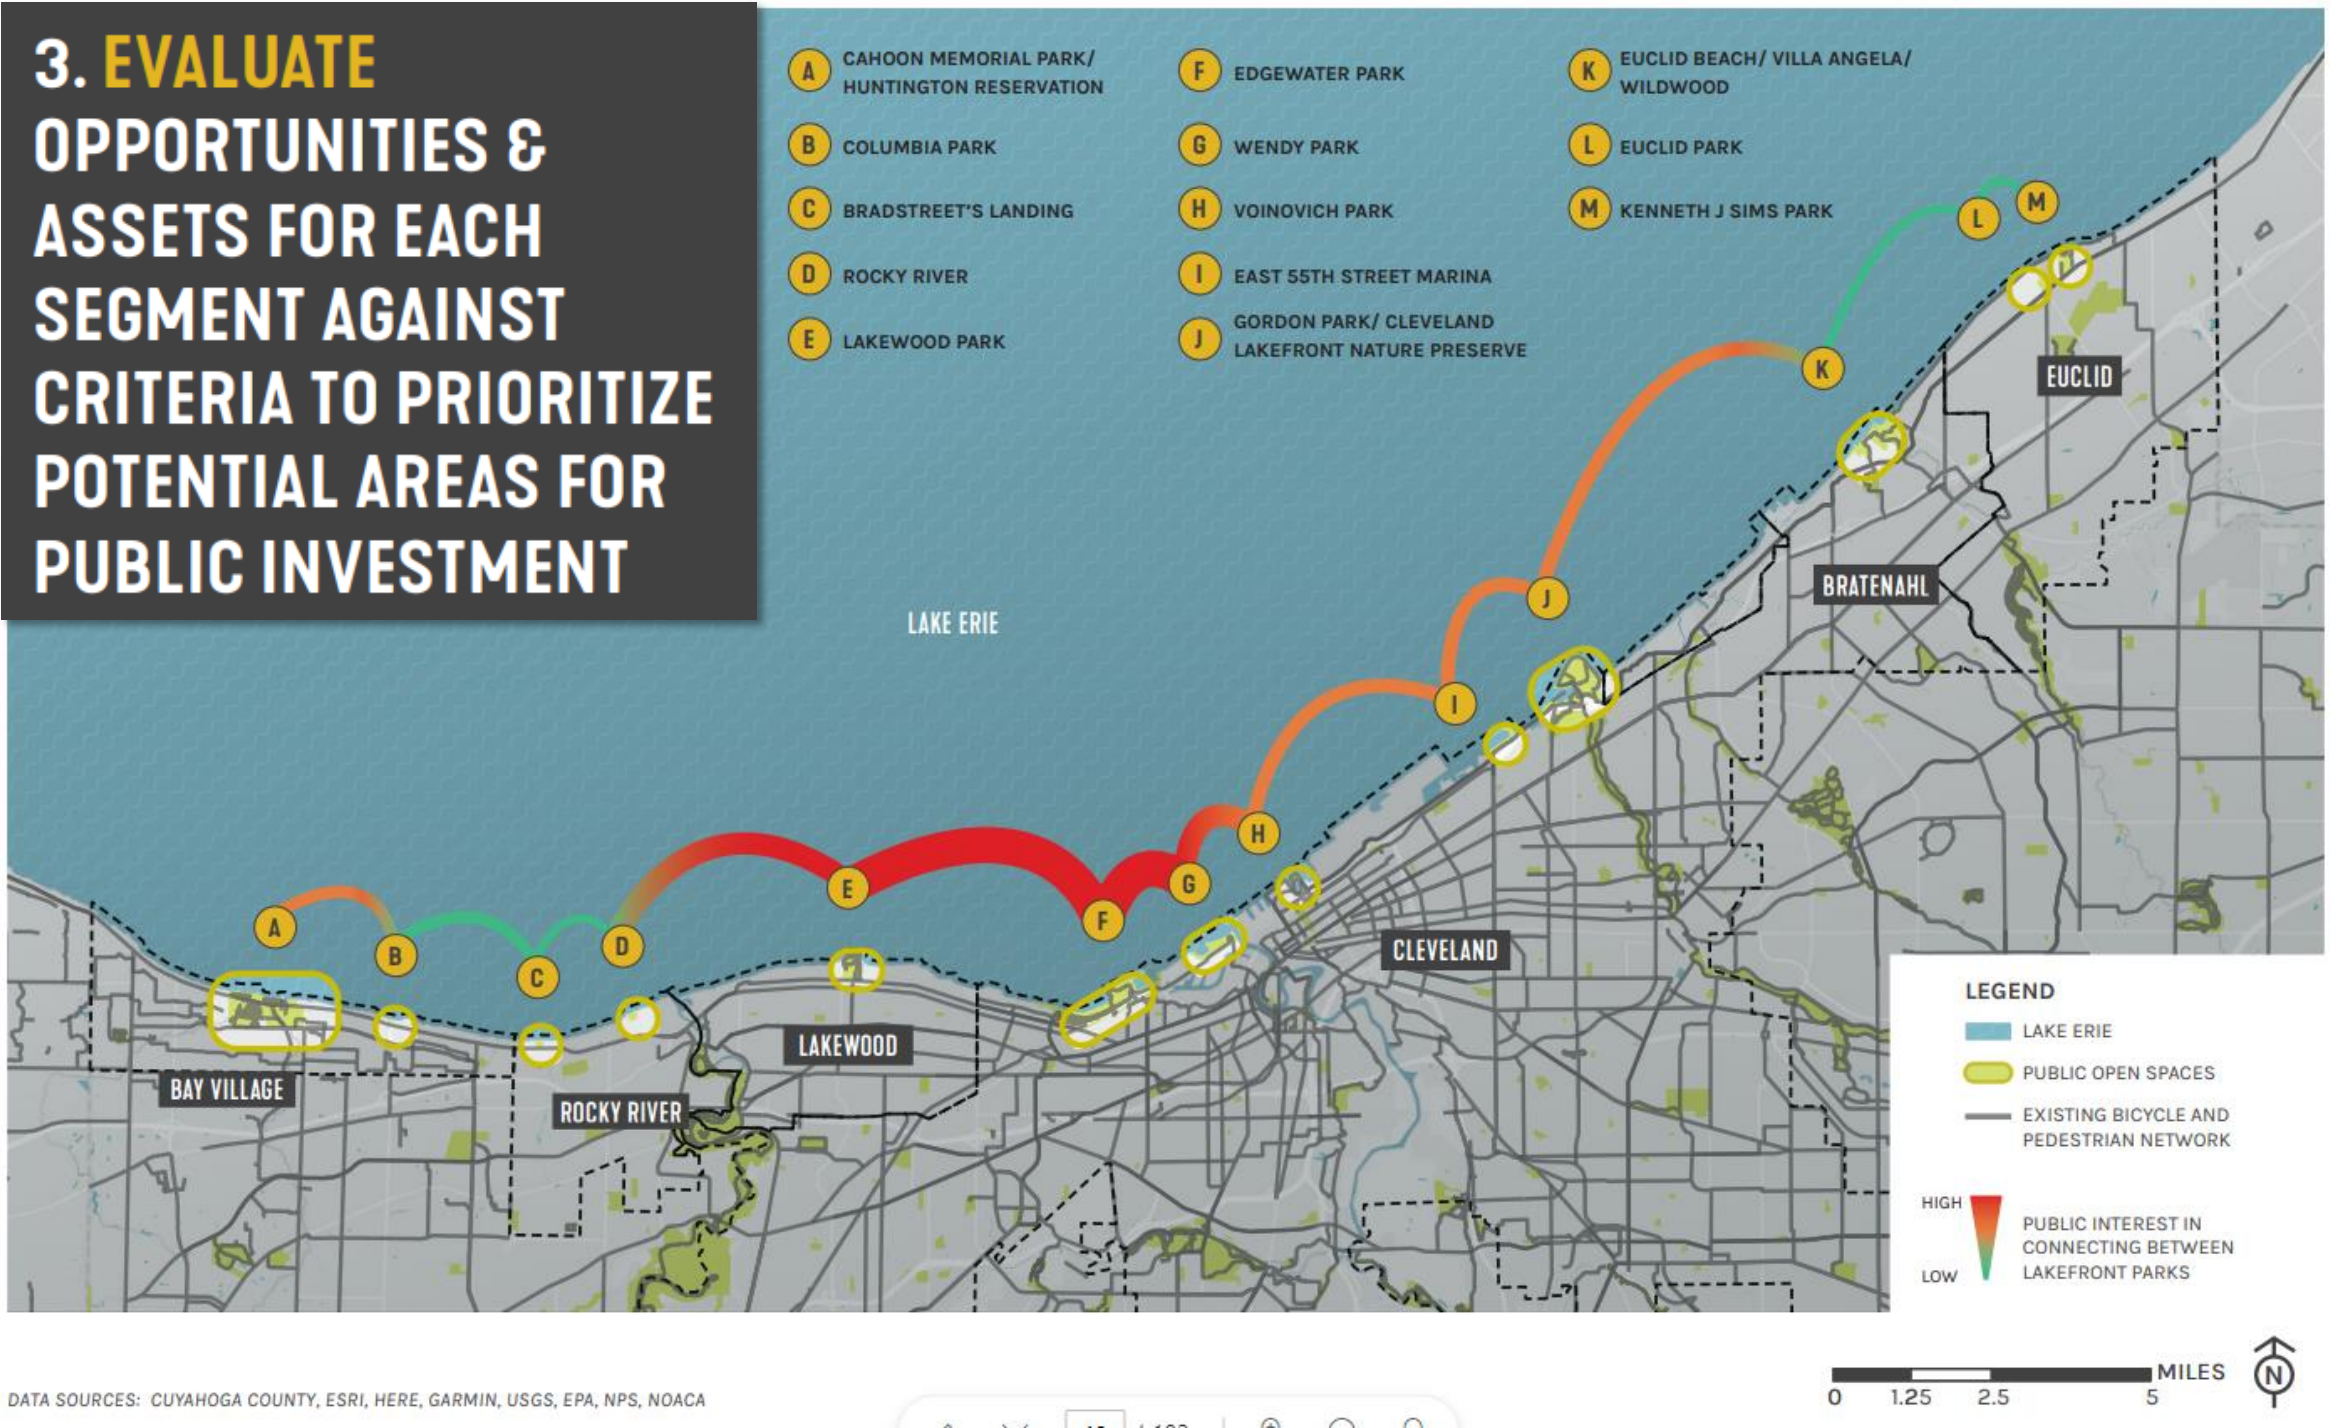 3. EVALUATE
OPPORTUNITIES &
ASSETS FOR EACH
SEGMENT AGAINST
CRITERIA TO PRIORITIZE
POTENTIAL AREAS FOR
PUBLIC INVESTMENT
A CAHOON MEMORIAL PARK/
HUNTINGTON RESERVATION
B COLUMBIA PARK
C BRADSTREET'S LANDING
D ROCKY RIVER
E LAKEWOOD PARK
F EDGEWATER PARK
G WENDY PARK
H VOINOVICH PARK
I EAST 55TH STREET MARINA
J GORDON PARK/ CLEVELAND
LAKEFRONT NATURE PRESERVE
K EUCLID BEACH/ VILLA ANGELA/
WILDWOOD
L EUCLID PARK
M KENNETH J SIMS PARK
M
L
K
EUCLID
BRATENAHL
J
LAKE ERIE
I
H
G
E
F
A
B
D
C
CLEVELAND
LAKEWOOD
BAY VILLAGE
ROCKY RIVER
LEGEND
LAKE ERIE
PUBLIC OPEN SPACES
EXISTING BICYCLE AND
PEDESTRIAN NETWORK
HIGH
LOW
PUBLIC INTEREST IN
CONNECTING BETWEEN
LAKEFRONT PARKS
MILES
0 1.25 2.5 5
N
DATA SOURCES: CUYAHOGA COUNTY, ESRI, HERE, GARMIN, USGS, EPA, NPS, NOACA